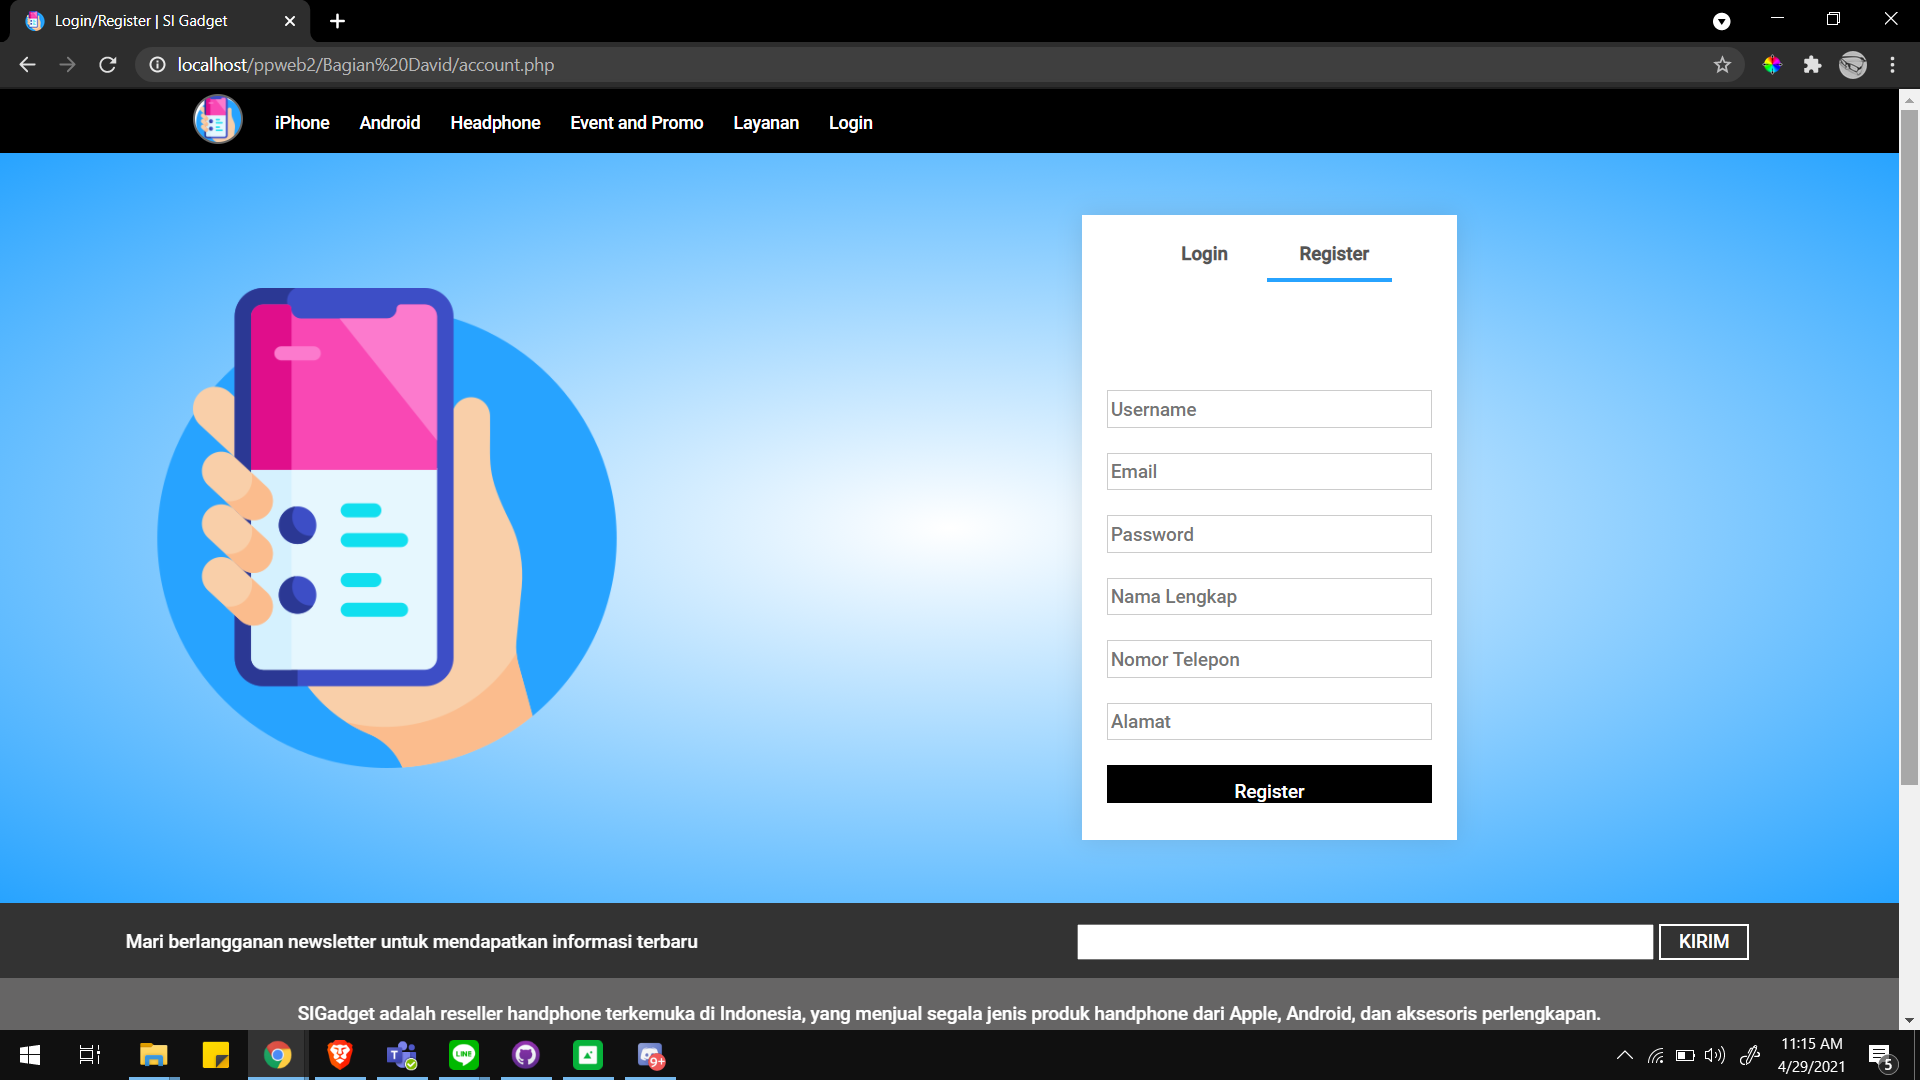 Login/Register | SI Gadget
localhost/ppweb2/Bagian%20David/account.php
iPhone Android Headphone Event and Promo Layanan Login
Login Register
Username
Email
Password
Nama Lengkap
Nomor Telepon
Alamat
Register
Mari berlangganan newsletter untuk mendapatkan informasi terbaru
KIRIM
SIGadget adalah reseller handphone terkemuka di Indonesia, yang menjual segala jenis produk handphone dari Apple, Android, dan aksesoris perlengkapan.
T
LINE
9+
11:15 AM
4/29/2021
5